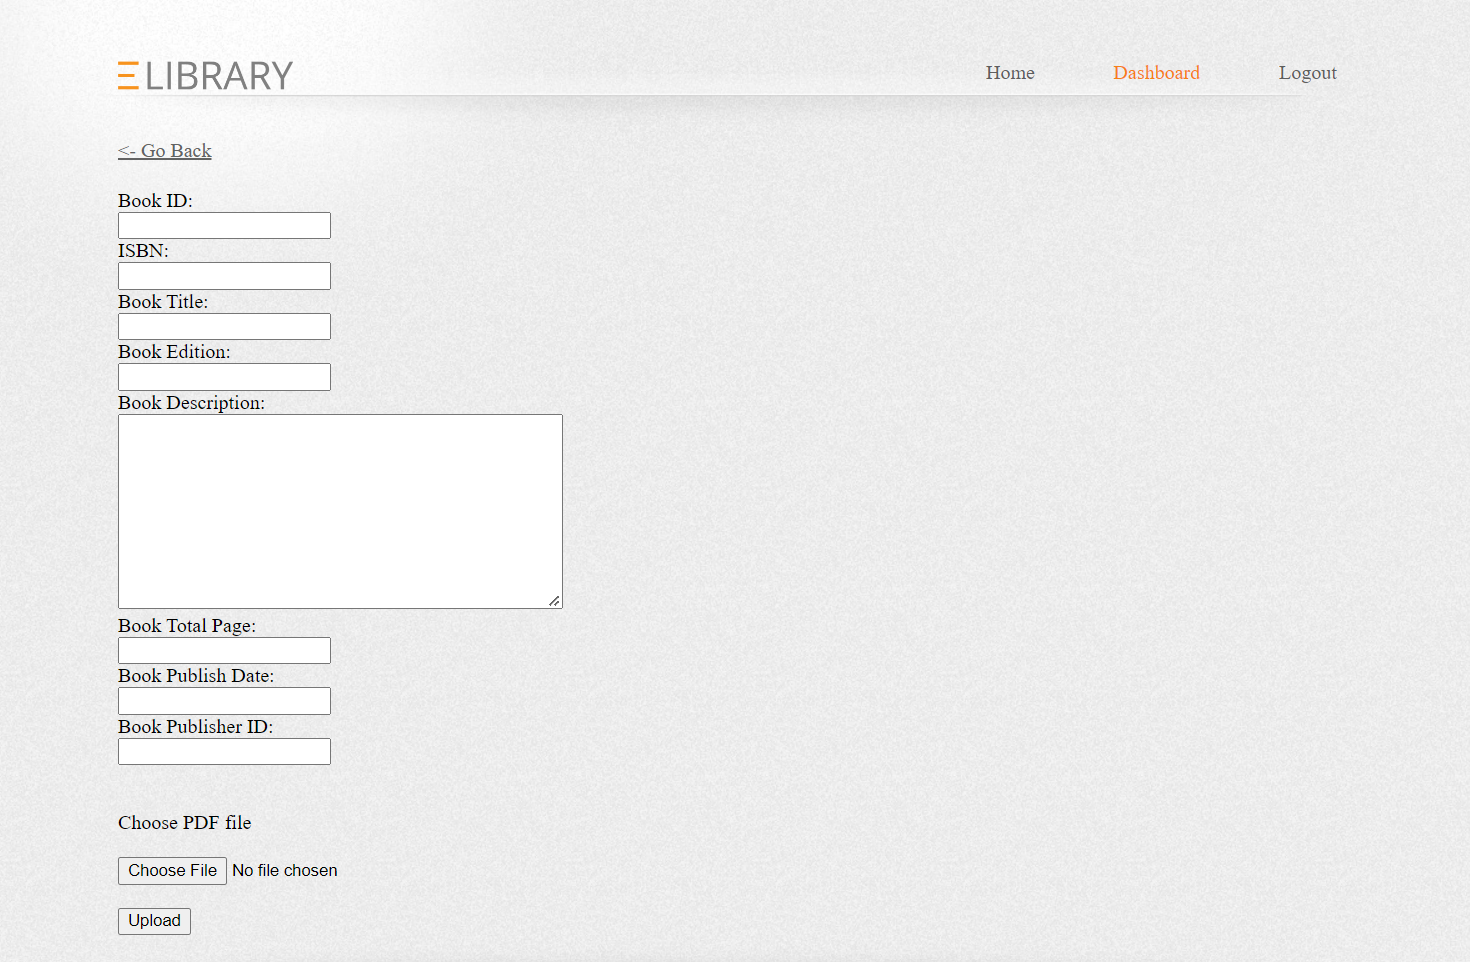 E LIBRARY
Home Dashboard Logout
<- Go Back
Book ID:
ISBN:
Book Title:
Book Edition:
Book Description:
Book Total Page:
Book Publish Date:
Book Publisher ID:
Choose PDF file
Choose File No file chosen
Upload